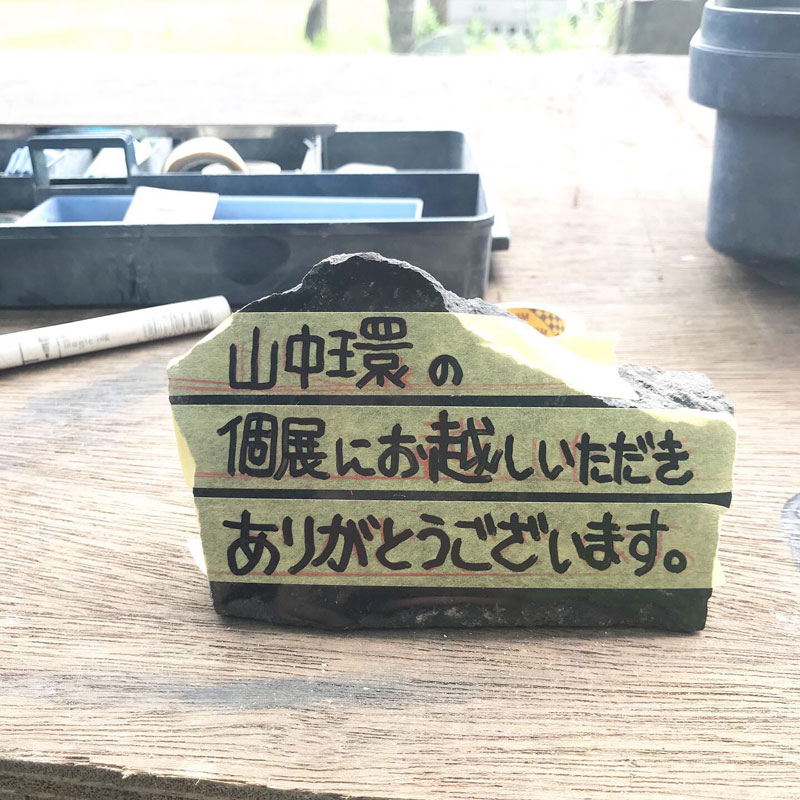 山中環の
個展にお越しいただき
ありがとうございます。